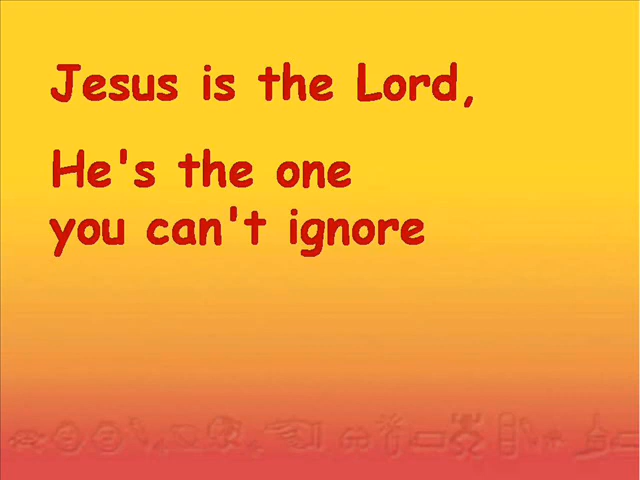 Jesus is the Lord,
He's the one
you can't ignore